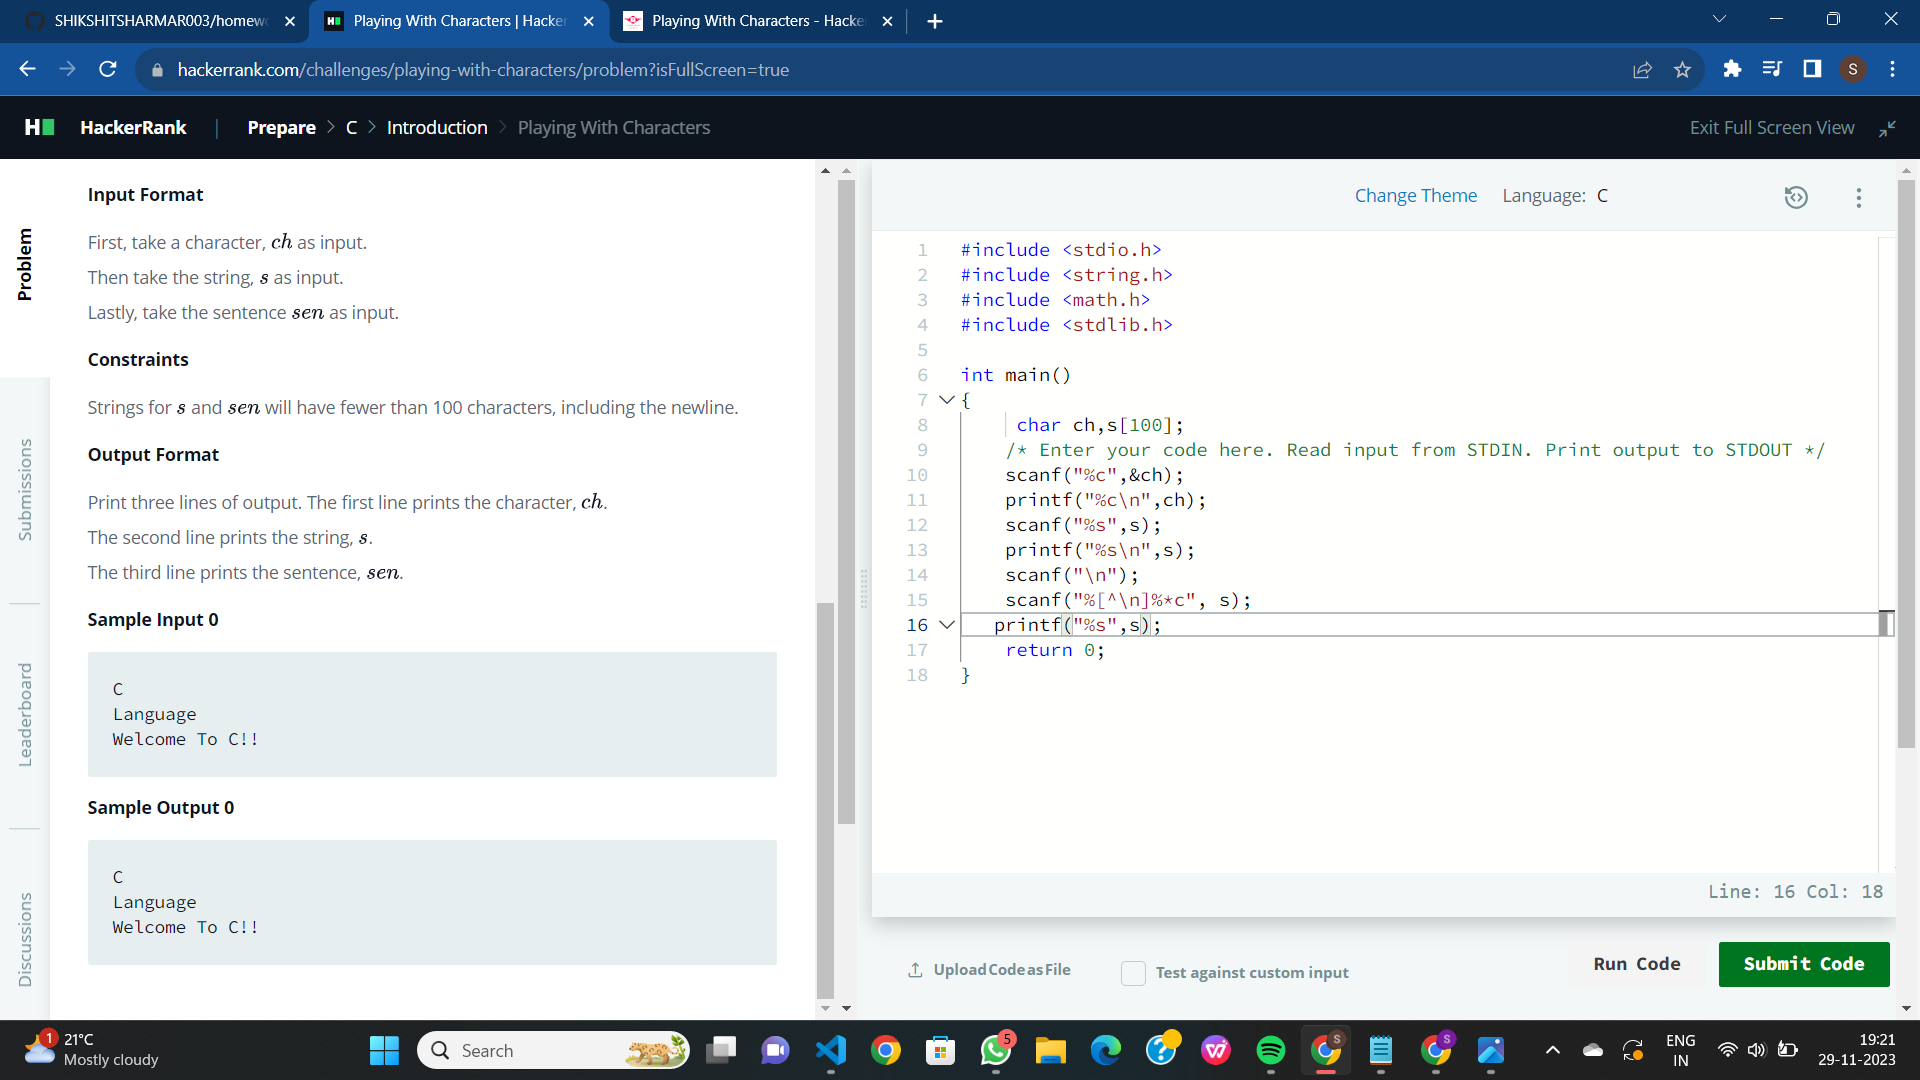 SHIKSHITSHARMAR003/homewo
Playing With Characters | Hacker
Playing With Characters - Hacke
hackerrank.com/challenges/playing-with-characters/problem?isFullScreen=true
S
H
HackerRank
Prepare > C > Introduction > Playing With Characters
Exit Full Screen View
Problem
Submissions
Leaderboard
Discussions
Input Format
First, take a character, ch as input.
Then take the string, s as input.
Lastly, take the sentence sen as input.
Constraints
Strings for s and sen will have fewer than 100 characters, including the newline.
Output Format
Print three lines of output. The first line prints the character, ch.
The second line prints the string, s.
The third line prints the sentence, sen.
Sample Input 0
C
Language
Welcome To C!!
Sample Output 0
C
Language
Welcome To C!!
Change Theme Language: C
1 #include <stdio.h>
2 #include <string.h>
3 #include <math.h>
4 #include <stdlib.h>
5
6 int main()
7 {
8 char ch,s[100];
9 /* Enter your code here. Read input from STDIN. Print output to STDOUT */
10 scanf("%c",&ch);
11 printf("%c\n",ch);
12 scanf("%s",s);
13 printf("%s\n",s);
14 scanf("\n");
15 scanf("%[^\n]%*c", s);
16 printf("%s",s);
17 return 0;
18 }
Line: 16 Col: 18
Upload Code as File
Test against custom input
Run Code
Submit Code
1
21°C
Mostly cloudy
Search
5
S
S
ENG
IN
19:21
29-11-2023